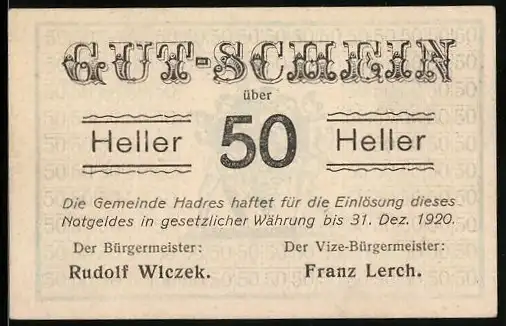 GUT-SCHEIN
über
Heller 50 Heller
Die Gemeinde Hadres haftet für die Einlösung dieses
Notgeldes in gesetzlicher Währung bis 31. Dez. 1920.
Der Bürgermeister: Der Vize-Bürgermeister:
Rudolf Wlczek. Franz Lerch.